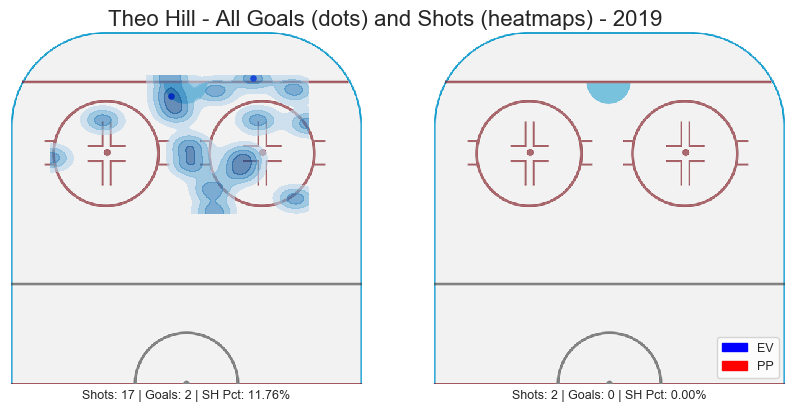 Theo Hill - All Goals (dots) and Shots (heatmaps) - 2019
EV
PP
Shots: 17 | Goals: 2 | SH Pct: 11.76%
Shots: 2 | Goals: 0 | SH Pct: 0.00%